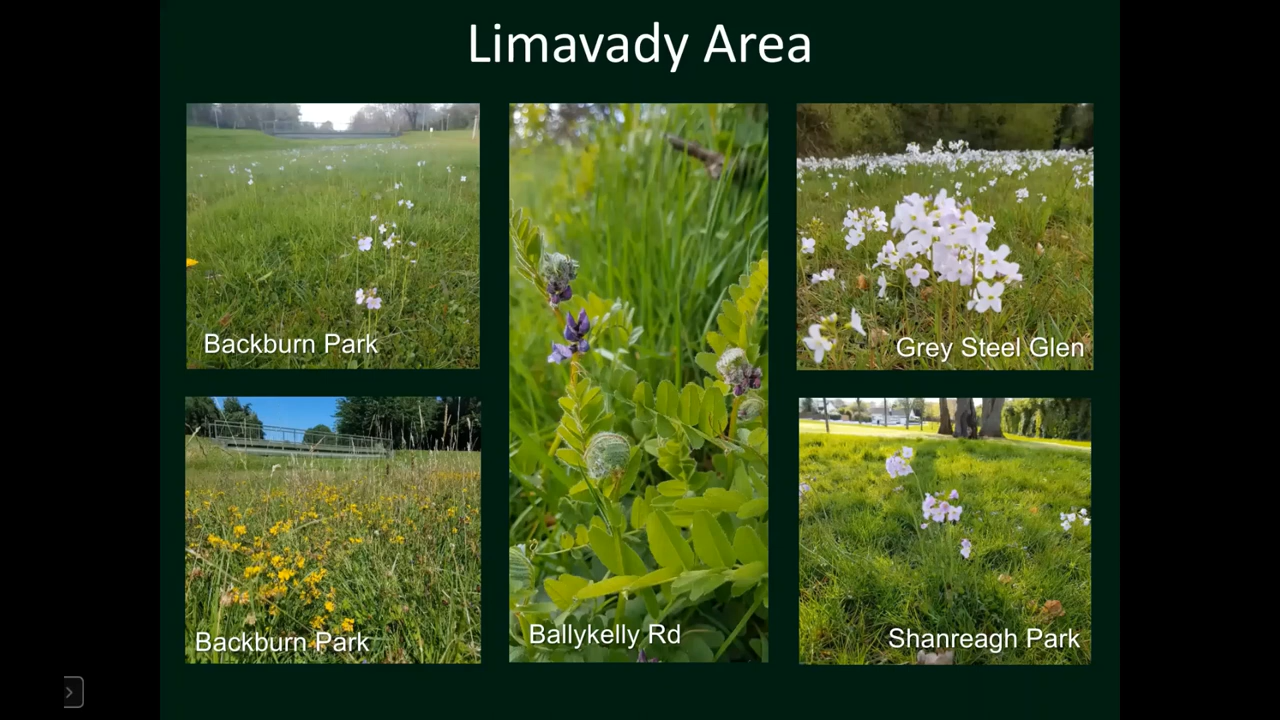 Limavady Area
Backburn Park
Backburn Park
Ballykelly Rd
Grey Steel Glen
Shanreagh Park